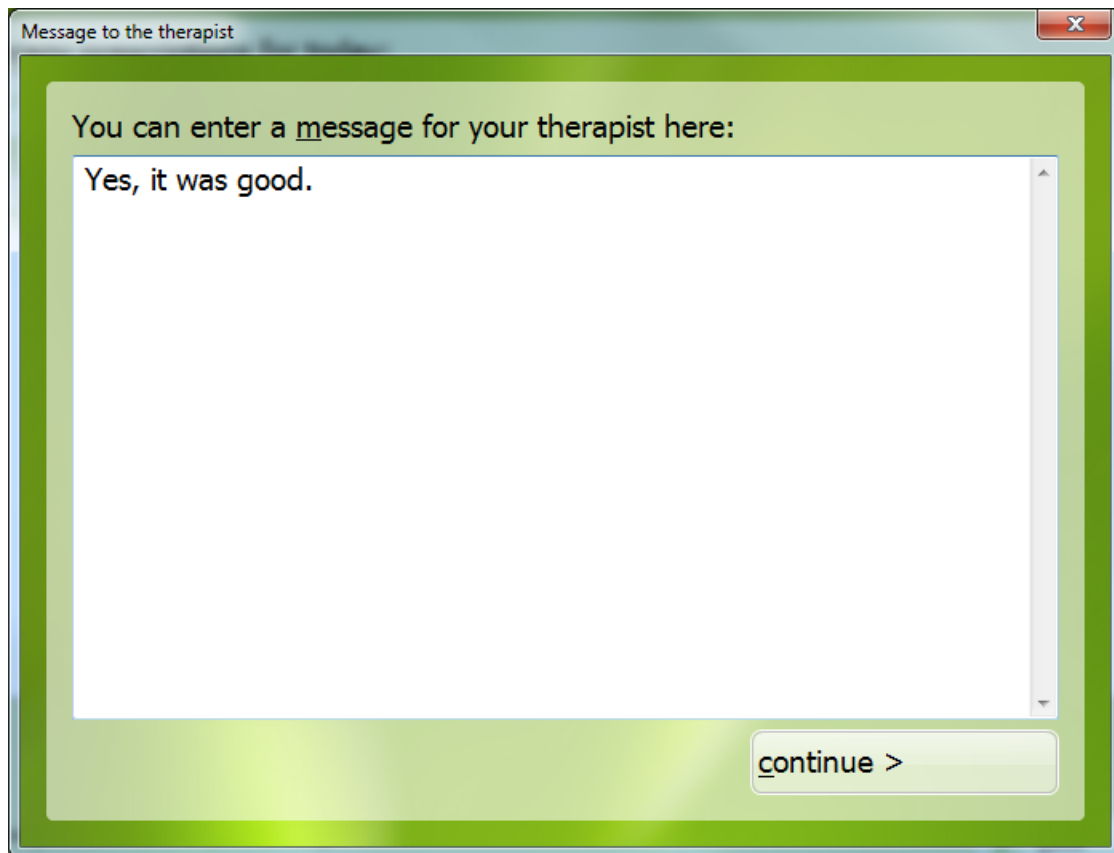 Message to the therapist
You can enter a message for your therapist here:
Yes, it was good.
continue >